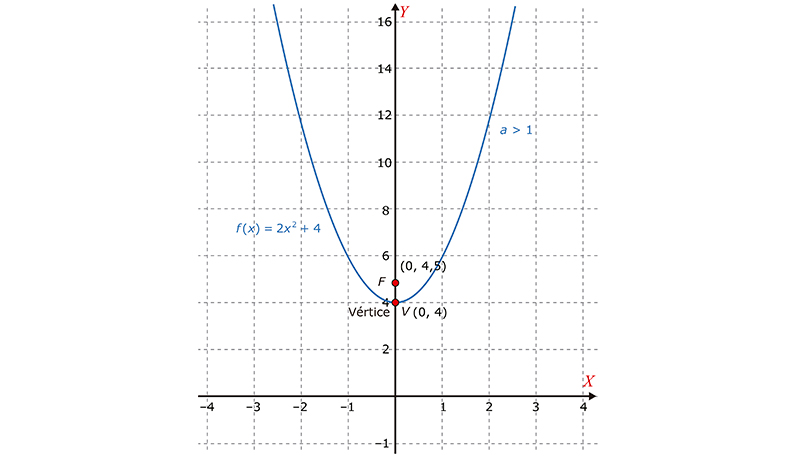 Y
16
14
12
a > 1
10
8
f(x) = 2x² + 4
6
(0, 4,5)
F
4
Vértice
V (0, 4)
2
X
–4 –3 –2 –1 1 2 3 4
–1